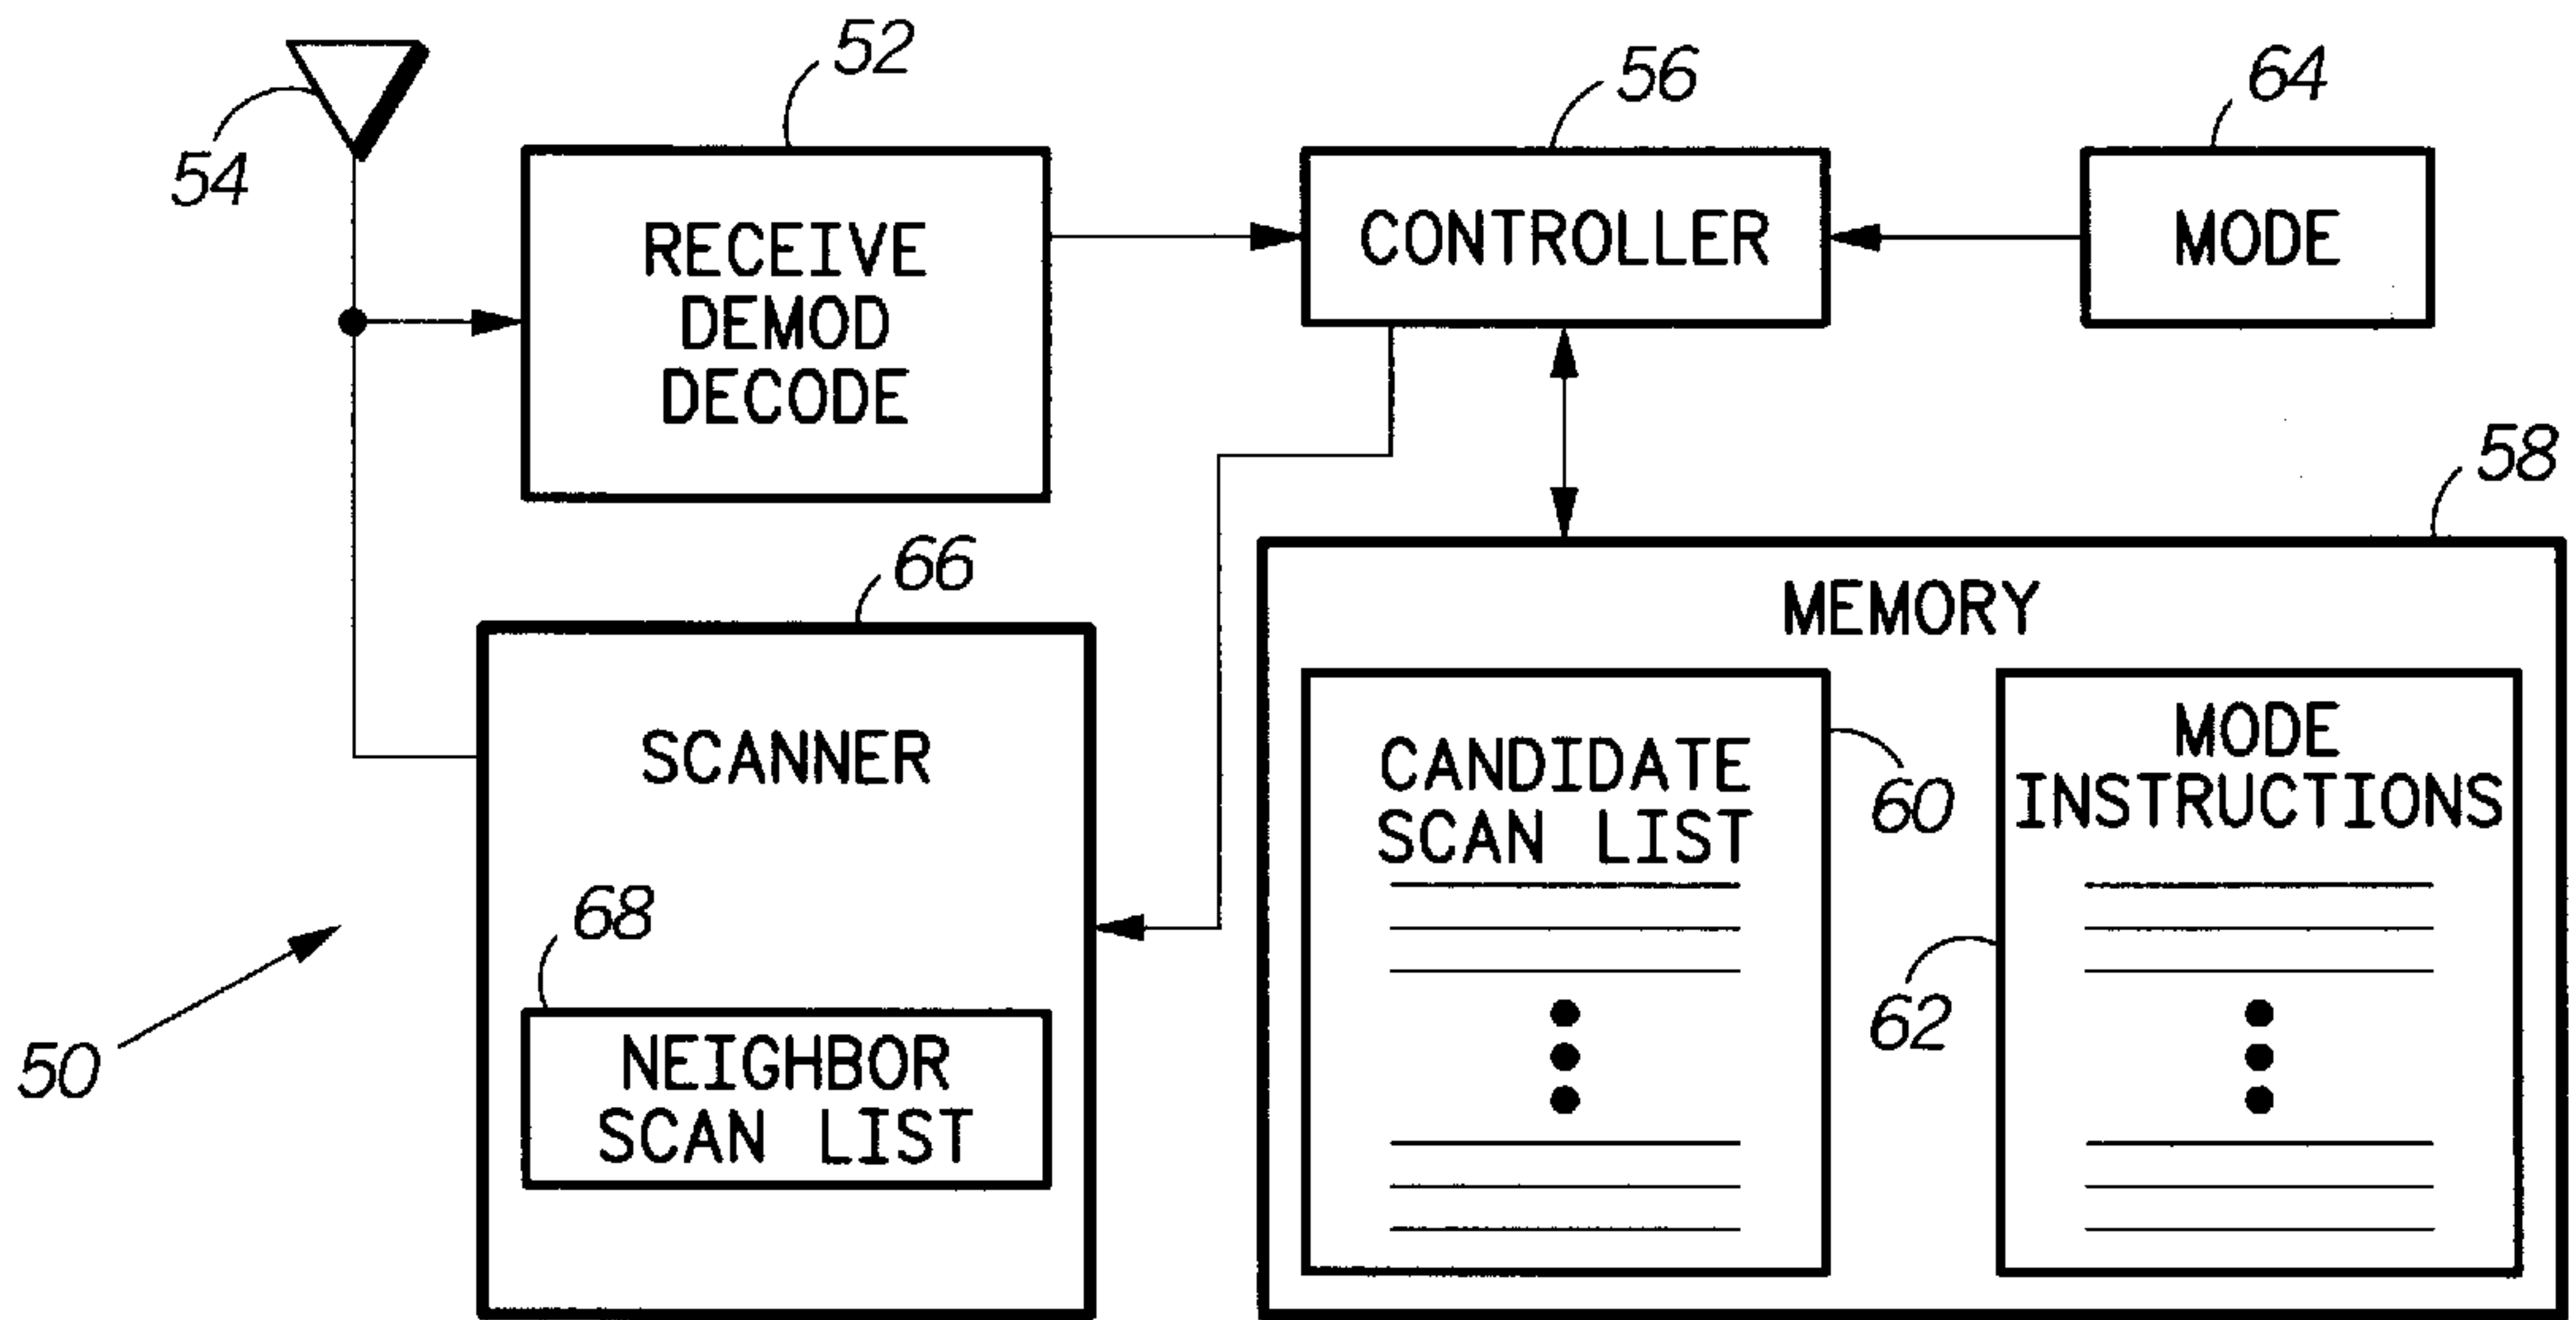 52
56
64
54
RECEIVE
DEMOD
DECODE
CONTROLLER
MODE
58
66
MEMORY
SCANNER
CANDIDATE
SCAN LIST
60
MODE
INSTRUCTIONS
68
62
50
NEIGHBOR
SCAN LIST